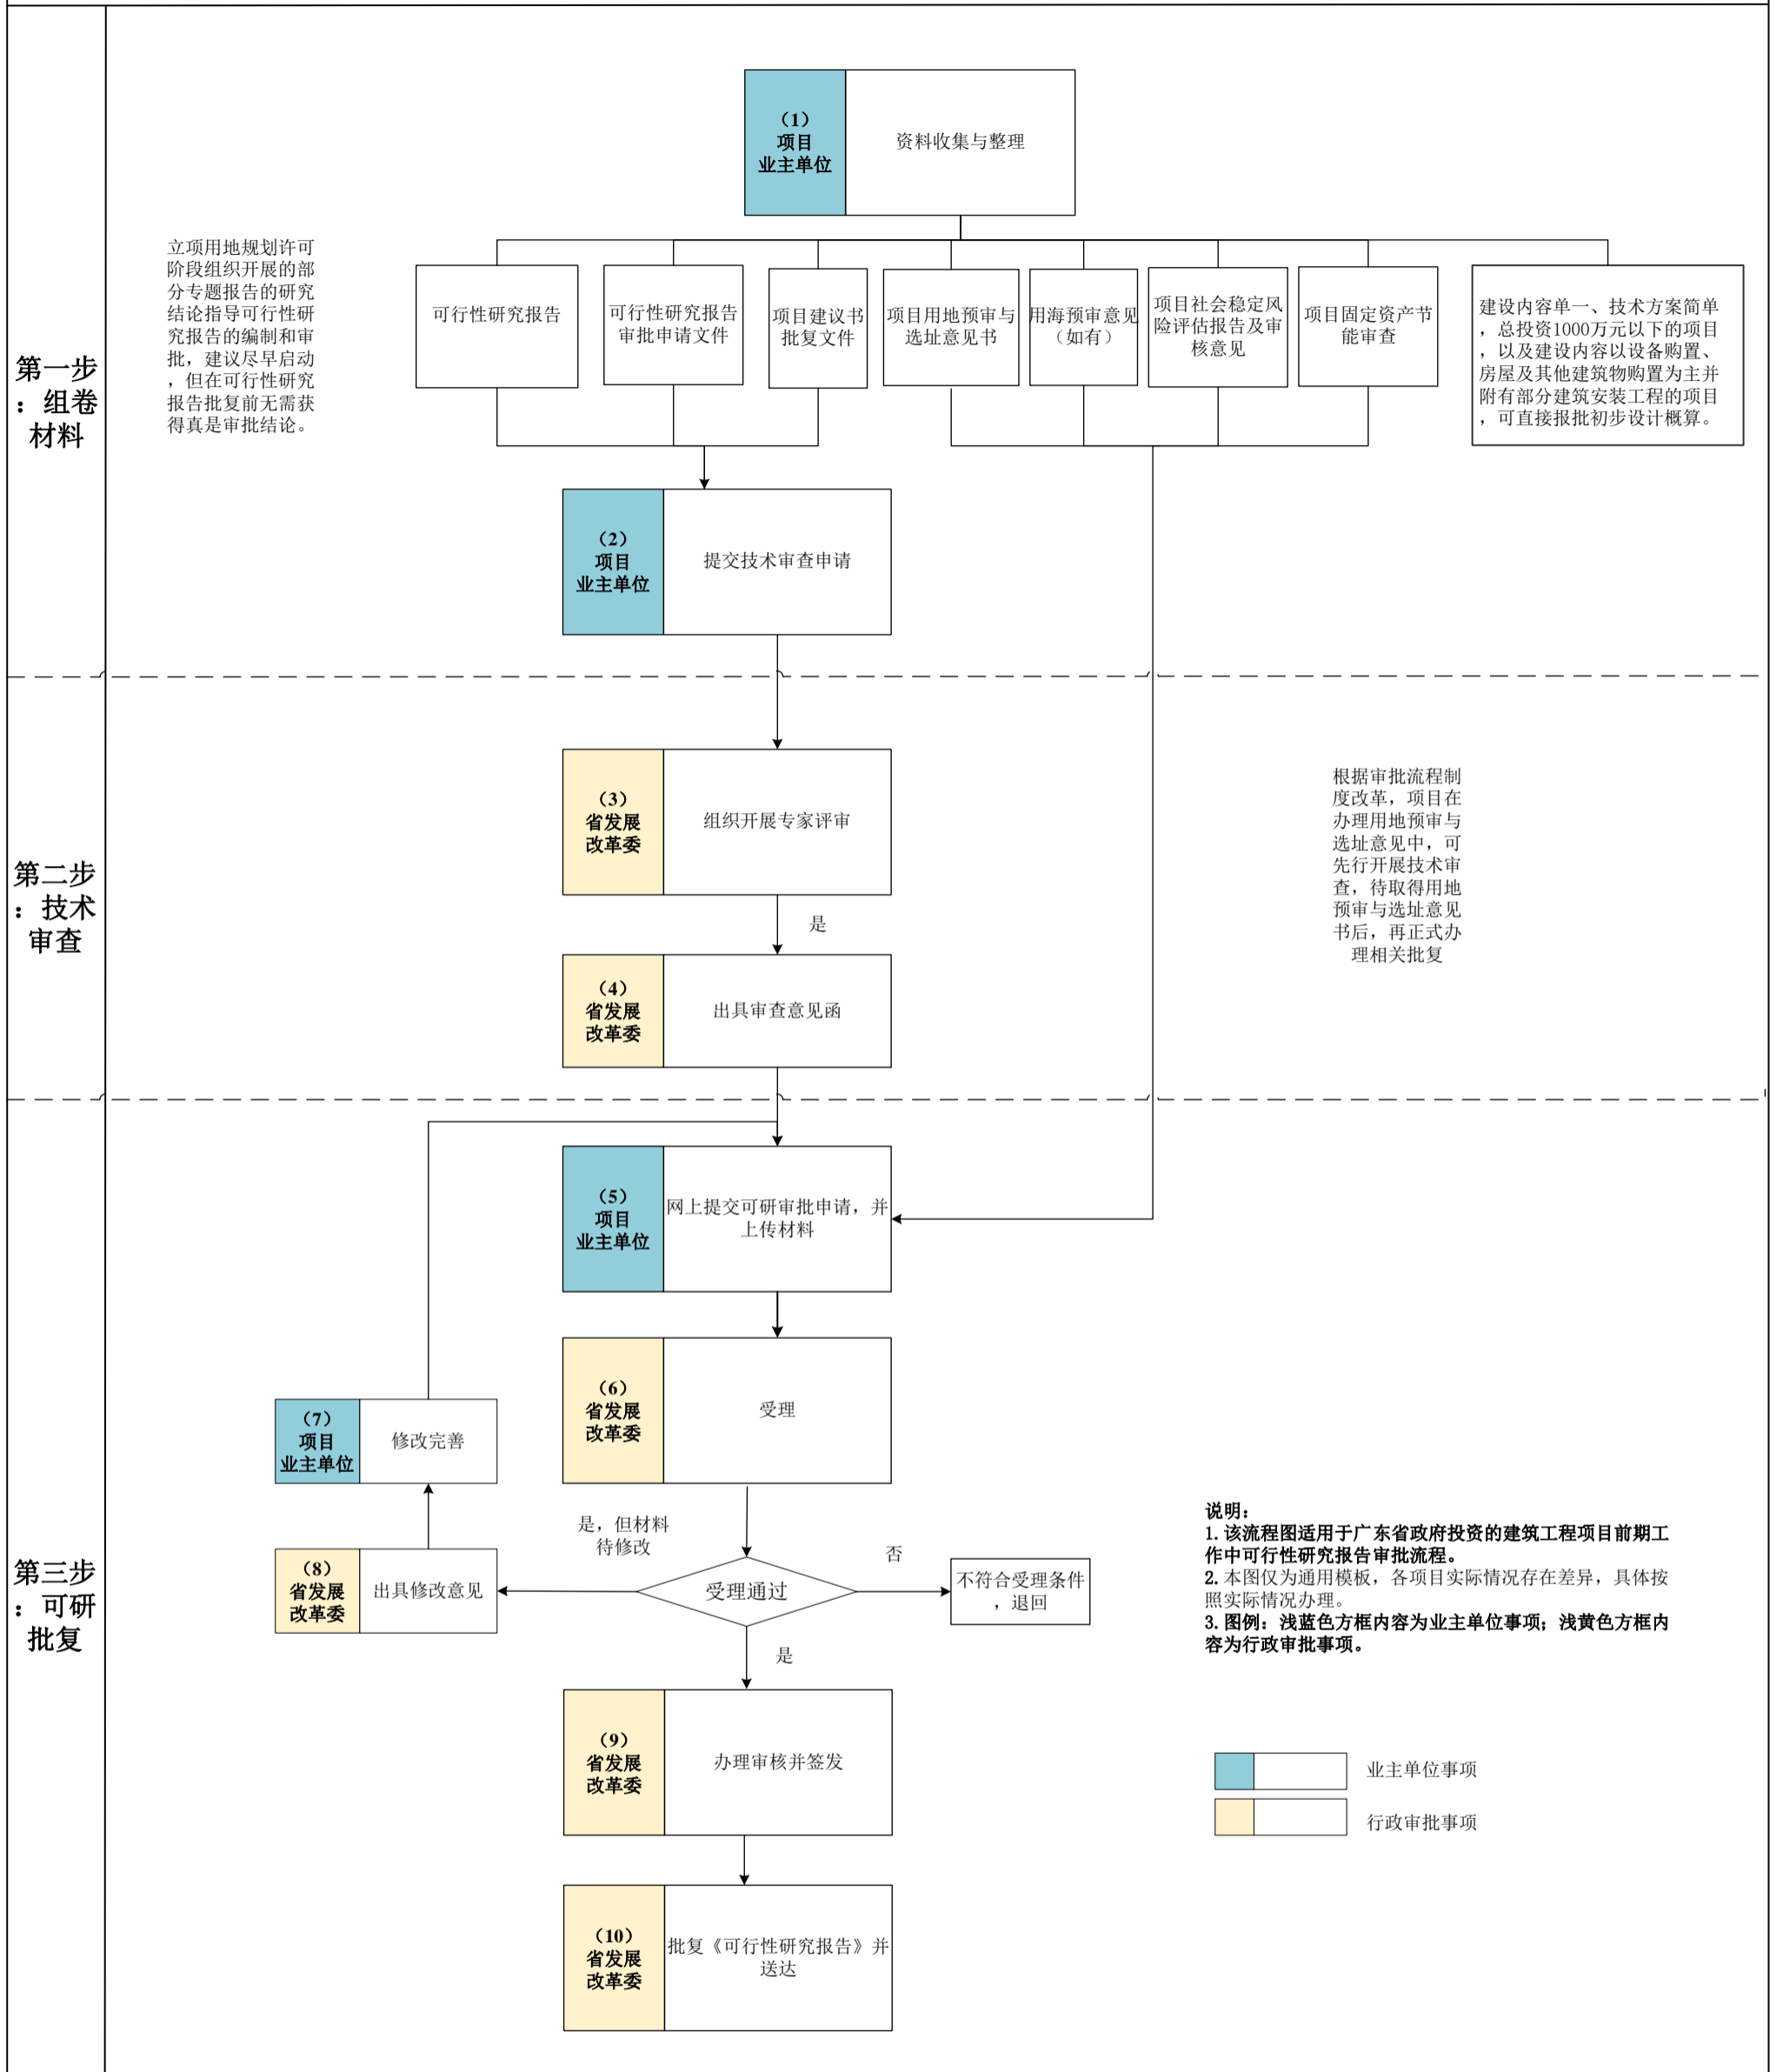 第一步
：组卷
材料
（1）
项目
业主单位
资料收集与整理
立项用地规划许可
阶段组织开展的部
分专题报告的研究
结论指导可行性研
究报告的编制和审
批，建议尽早启动
，但在可行性研究
报告批复前无需获
得真是审批结论。
可行性研究报告
可行性研究报告
审批申请文件
项目建议书
批复文件
项目用地预审与
选址意见书
用海预审意见
（如有）
项目社会稳定风
险评估报告及审
核意见
项目固定资产节
能审查
建设内容单一、技术方案简单
，总投资1000万元以下的项目
，以及建设内容以设备购置、
房屋及其他建筑物购置为主并
附有部分建筑安装工程的项目
，可直接报批初步设计概算。
（2）
项目
业主单位
提交技术审查申请
第二步
：技术
审查
（3）
省发展
改革委
组织开展专家评审
是
（4）
省发展
改革委
出具审查意见函
根据审批流程制
度改革，项目在
办理用地预审与
选址意见中，可
先行开展技术审
查，待取得用地
预审与选址意见
书后，再正式办
理相关批复
第三步
：可研
批复
（5）
项目
业主单位
网上提交可研审批申请，并
上传材料
（6）
省发展
改革委
受理
（7）
项目
业主单位
修改完善
是，但材料
待修改
否
（8）
省发展
改革委
出具修改意见
受理通过
不符合受理条件
，退回
是
说明：
1.该流程图适用于广东省政府投资的建筑工程项目前期工
作中可行性研究报告审批流程。
2.本图仅为通用模板，各项目实际情况存在差异，具体按
照实际情况办理。
3.图例：浅蓝色方框内容为业主单位事项；浅黄色方框内
容为行政审批事项。
（9）
省发展
改革委
办理审核并签发
业主单位事项
行政审批事项
（10）
省发展
改革委
批复《可行性研究报告》并
送达